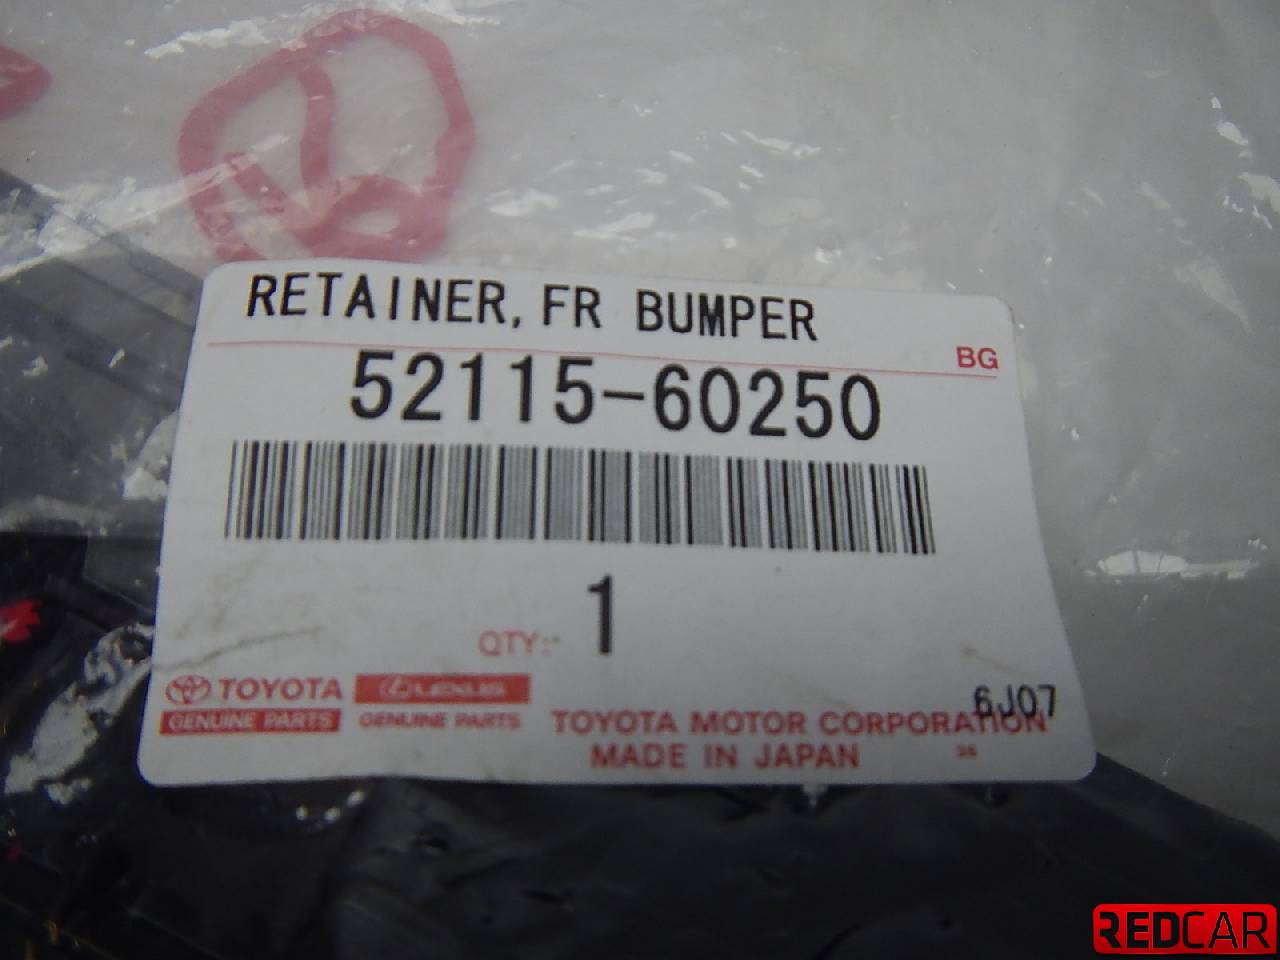 RETAINER, FR BUMPER
BG
52115-60250
1
QTY:
TOYOTA LEXUS
GENUINE PARTS GENUINE PARTS
6J07
TOYOTA MOTOR CORPORATION
MADE IN JAPAN
REDCAR